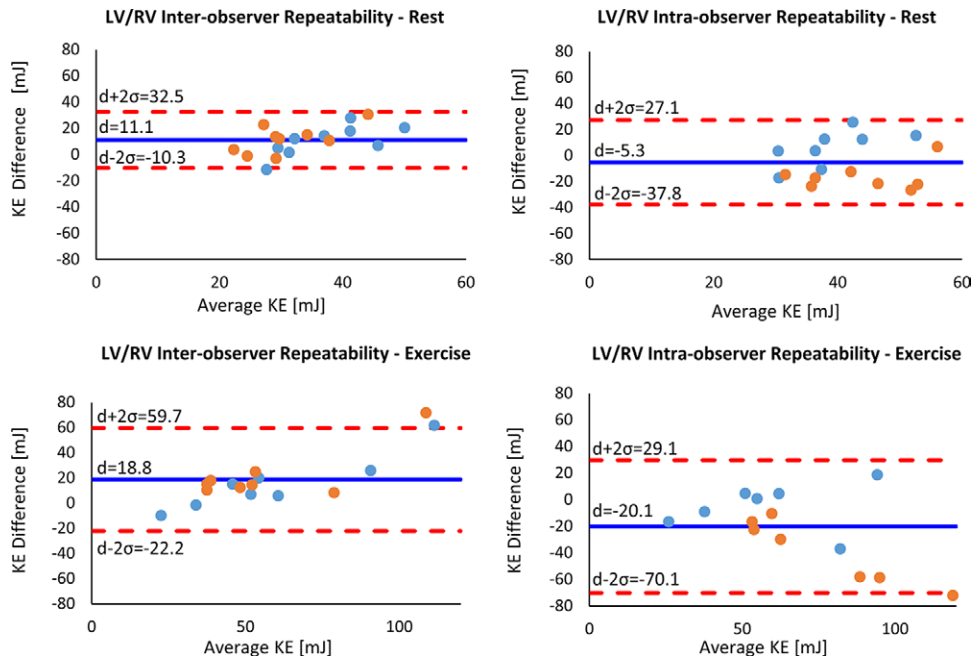 LV/RV Inter-observer Repeatability - Rest
KE Difference [mJ]
80
60
40
20
0
-20
-40
-60
-80
d+2σ=32.5
d=11.1
d-2σ=-10.3
0
20
40
60
Average KE [mJ]
LV/RV Intra-observer Repeatability - Rest
KE Difference [mJ]
80
60
40
20
0
-20
-40
-60
-80
d+2σ=27.1
d=-5.3
d-2σ=-37.8
0
20
40
60
Average KE [mJ]
LV/RV Inter-observer Repeatability - Exercise
KE Difference [mJ]
80
60
40
20
0
-20
-40
-60
-80
d+2σ=59.7
d=18.8
d-2σ=-22.2
0
50
100
Average KE [mJ]
LV/RV Intra-observer Repeatability - Exercise
KE Difference [mJ]
80
60
40
20
0
-20
-40
-60
-80
d+2σ=29.1
d=-20.1
d-2σ=-70.1
0
50
100
Average KE [mJ]